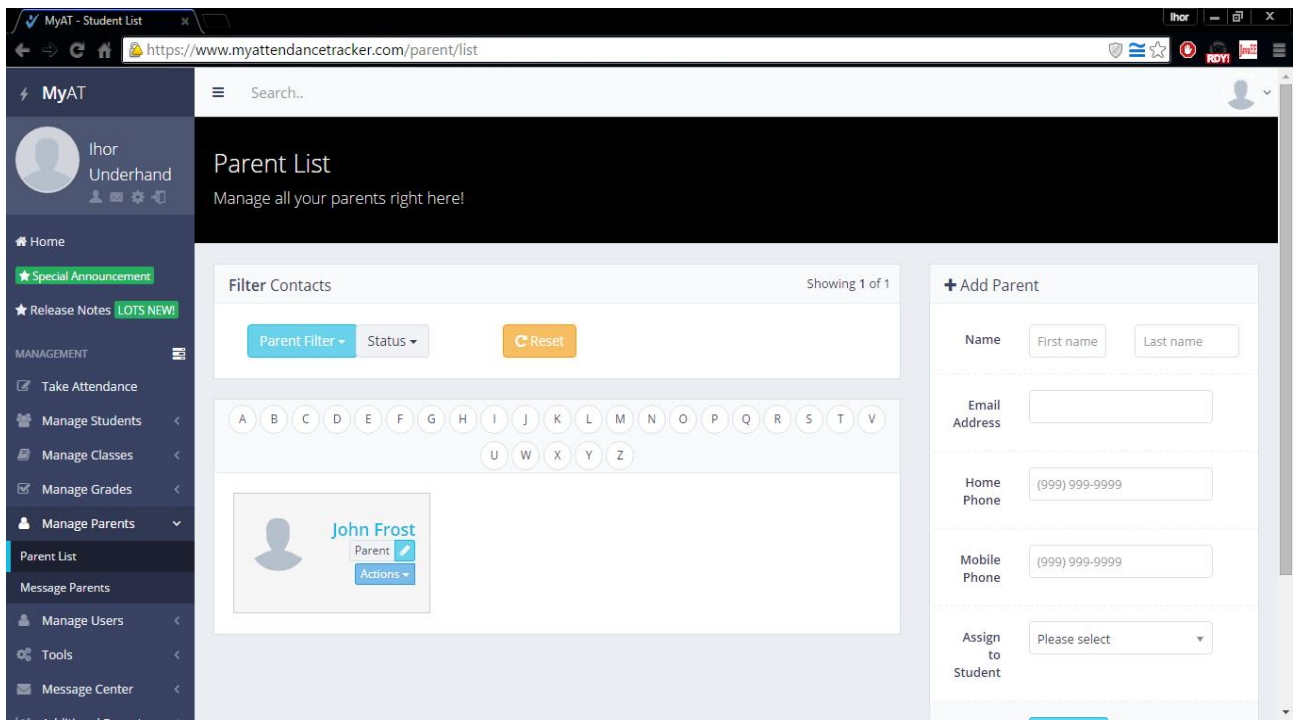 MyAT - Student List
Ihor
https://www.myattendancetracker.com/parent/list
RDY!
MyAT
Search..
Ihor
Underhand
Parent List
Manage all your parents right here!
Home
Special Announcement
Release Notes LOTS NEW!
MANAGEMENT
Take Attendance
Manage Students
Manage Classes
Manage Grades
Manage Parents
Parent List
Message Parents
Manage Users
Tools
Message Center
Filter Contacts
Showing 1 of 1
Parent Filter
Status
Reset
A B C D E F G H I J K L M N O P Q R S T V
U W X Y Z
John Frost
Parent
Actions
Add Parent
Name First name Last name
Email
Address
Home
Phone
(999) 999-9999
Mobile
Phone
(999) 999-9999
Assign
to
Student
Please select